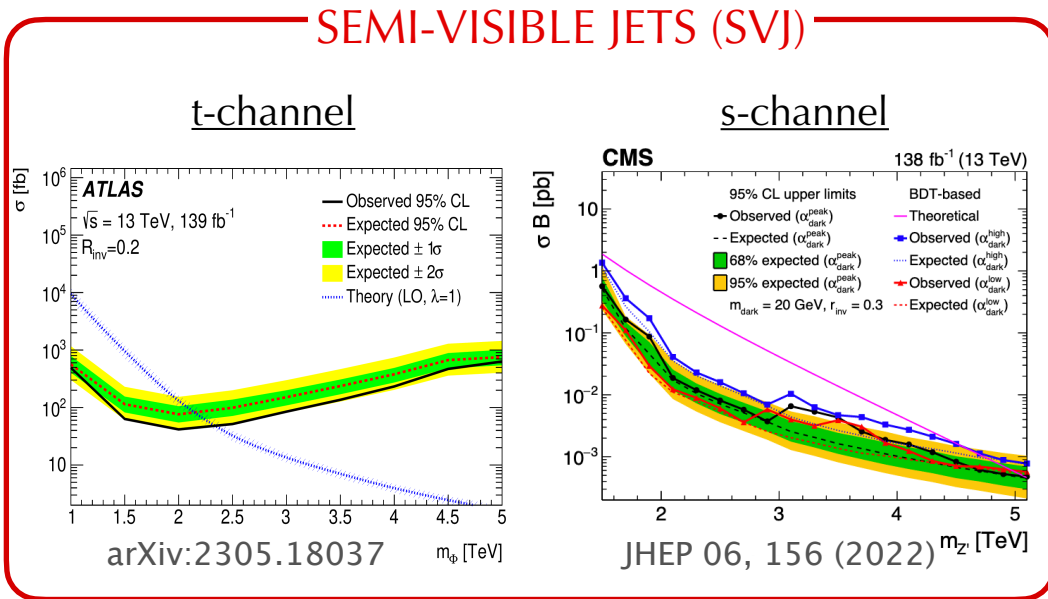 SEMI-VISIBLE JETS (SVJ)
t-channel
σ [fb]
10⁶
10⁵
10⁴
10³
10²
10
ATLAS
√s = 13 TeV, 139 fb⁻¹
R_inv=0.2
Observed 95% CL
Expected 95% CL
Expected ± 1σ
Expected ± 2σ
Theory (LO, λ=1)
1 1.5 2 2.5 3 3.5 4 4.5 5
m_Φ [TeV]
arXiv:2305.18037
s-channel
CMS 138 fb⁻¹ (13 TeV)
σ B [pb]
10
1
10⁻¹
10⁻²
10⁻³
95% CL upper limits
Observed (α_dark^peak)
Expected (α_dark^peak)
68% expected (α_dark^peak)
95% expected (α_dark^peak)
m_dark = 20 GeV, r_inv = 0.3
BDT-based
Theoretical
Observed (α_dark^high)
Expected (α_dark^high)
Observed (α_dark^low)
Expected (α_dark^low)
2 3 4 5
m_Z' [TeV]
JHEP 06, 156 (2022)